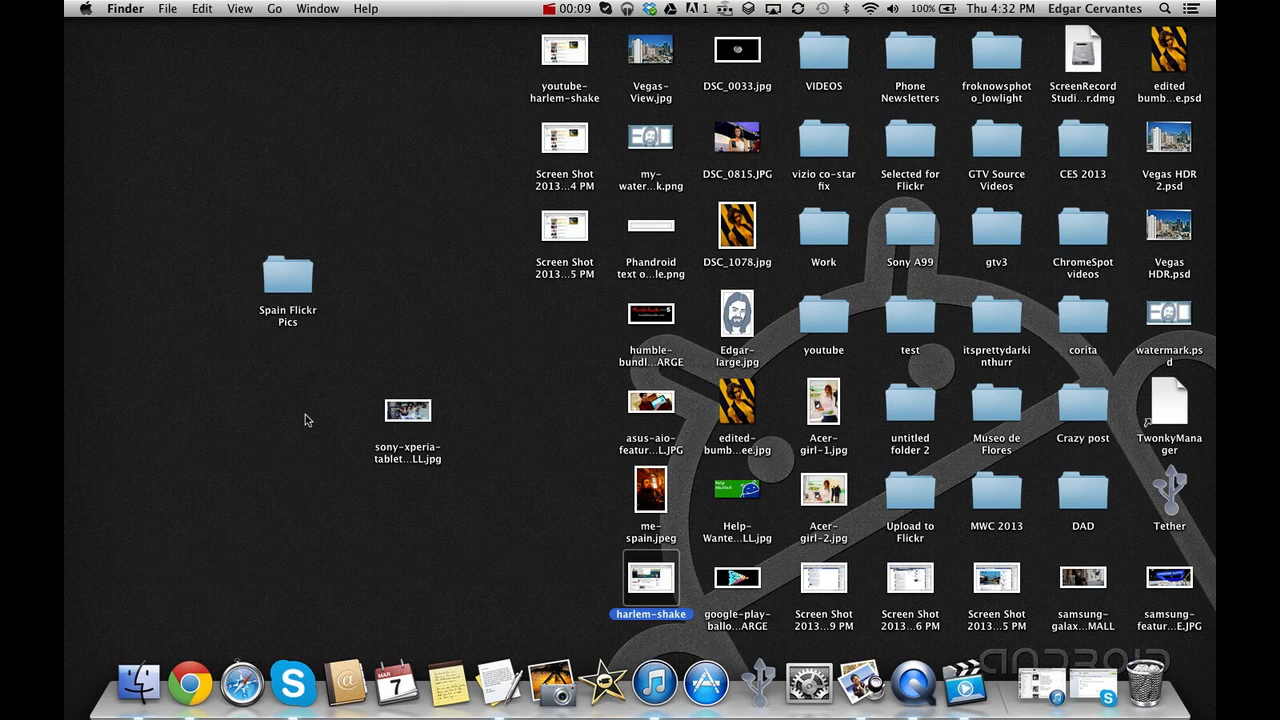 Finder File Edit View Go Window Help 00:09 1 100% Thu 4:32 PM Edgar Cervantes
youtube-
harlem-shake
Vegas-
View.jpg
DSC_0033.jpg
VIDEOS
Phone
Newsletters
froknowsphot
o_lowlight
ScreenRecord
Studi...r.dmg
edited
bumb...e.psd
Screen Shot
2013...4 PM
my-
water...k.png
DSC_0815.JPG
vizio co-star
fix
Selected for
Flickr
GTV Source
Videos
CES 2013
Vegas HDR
2.psd
Screen Shot
2013...5 PM
Phandroid
text o...le.png
DSC_1078.jpg
Work
Sony A99
gtv3
ChromeSpot
videos
Vegas
HDR.psd
Spain Flickr
Pics
humble-
bundl...ARGE
Edgar-
large.jpg
youtube
test
itsprettydarki
nthurr
corita
watermark.ps
d
sony-xperia-
tablet...LL.jpg
asus-aio-
featur...L.JPG
edited-
bumb...ee.jpg
Acer-
girl-1.jpg
untitled
folder 2
Museo de
Flores
Crazy post
TwonkyMana
ger
me-
spain.jpeg
Help-
Wante...LL.jpg
Acer-
girl-2.jpg
Upload to
Flickr
MWC 2013
DAD
Tether
harlem-shake
google-play-
ballo...ARGE
Screen Shot
2013...9 PM
Screen Shot
2013...6 PM
Screen Shot
2013...5 PM
samsung-
galax...MALL
samsung-
featur...E.JPG
ANDROID
MAR
7